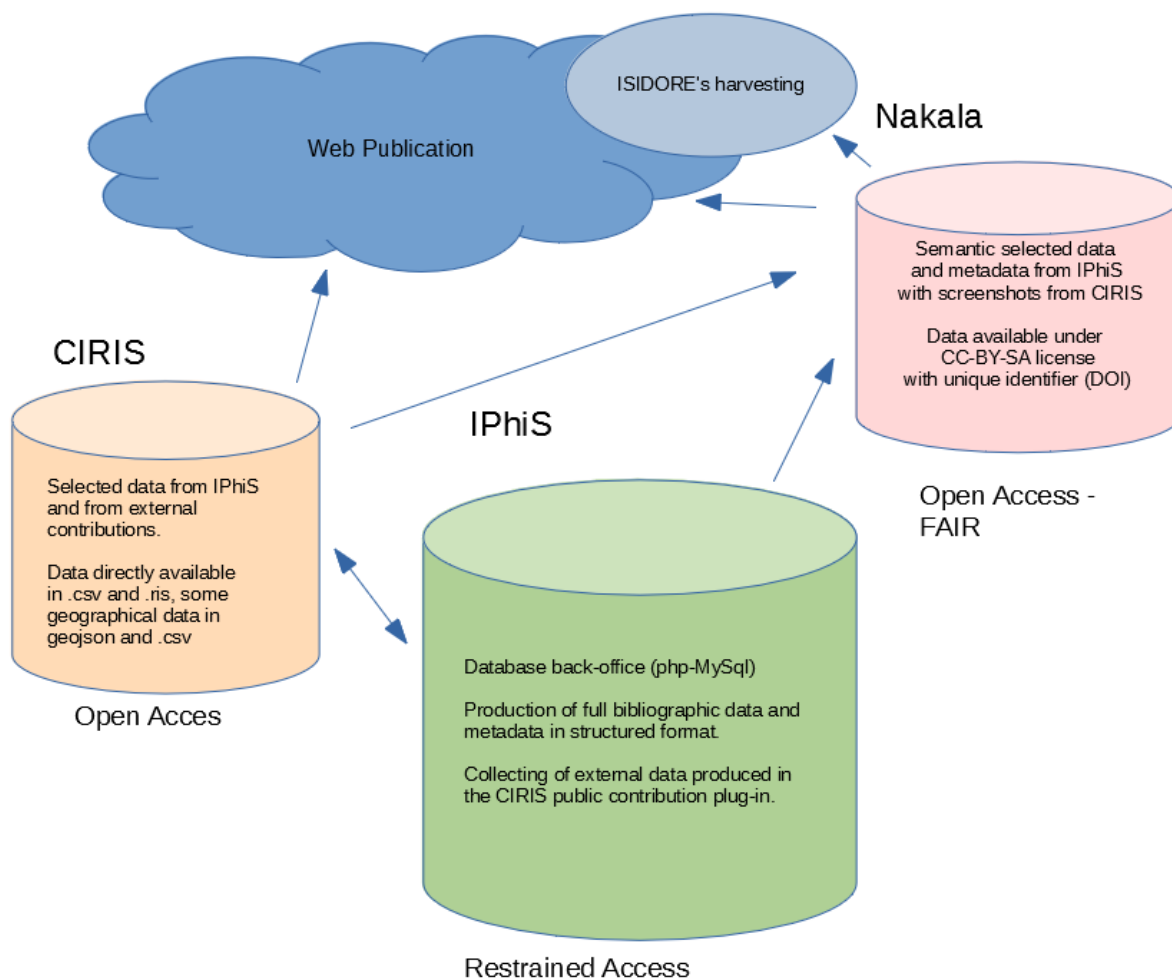 ISIDORE's harvesting
Web Publication
Nakala
Semantic selected data
and metadata from IPhiS
with screenshots from CIRIS
Data available under
CC-BY-SA license
with unique identifier (DOI)
Open Access -
FAIR
CIRIS
Selected data from IPhiS
and from external
contributions.
Data directly available
in .csv and .ris, some
geographical data in
geojson and .csv
Open Acces
IPhiS
Database back-office (php-MySql)
Production of full bibliographic data and
metadata in structured format.
Collecting of external data produced in
the CIRIS public contribution plug-in.
Restrained Access